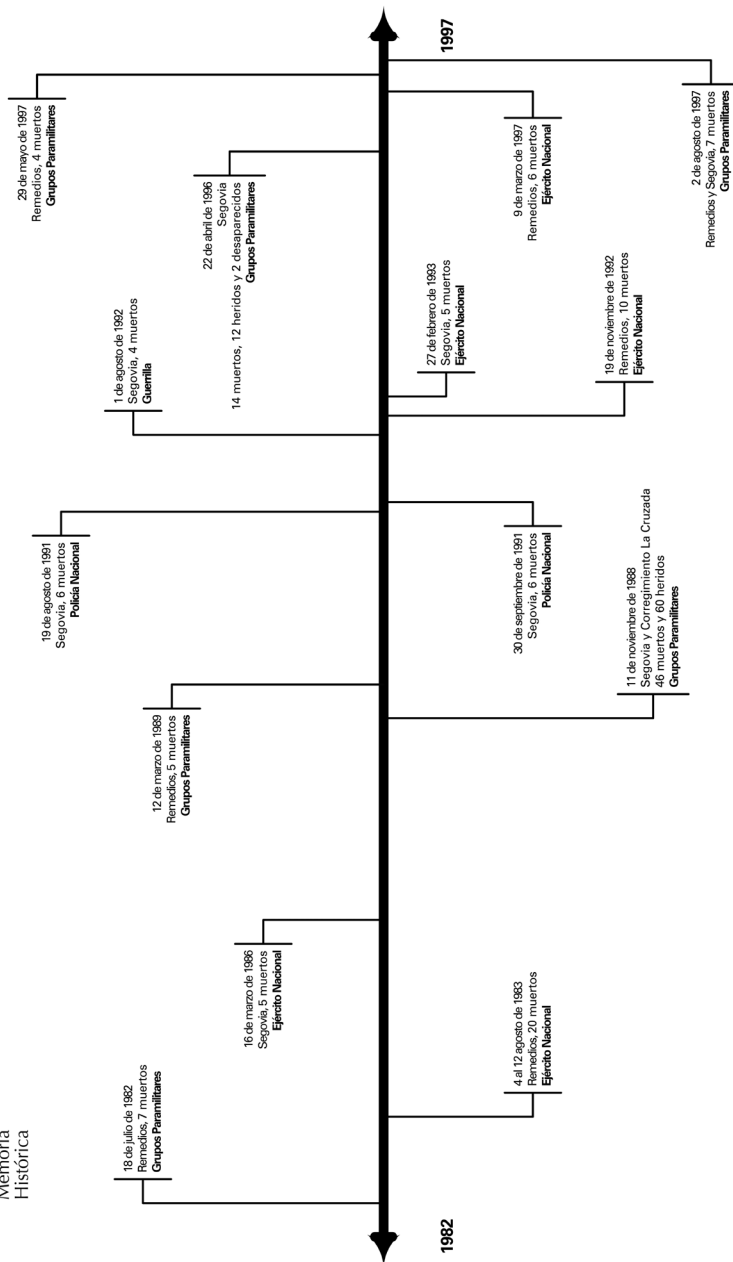 Memoria
Histórica
18 de julio de 1982
Remedios, 7 muertos
Grupos Paramilitares
16 de marzo de 1986
Segovia, 5 muertos
Ejército Nacional
12 de marzo de 1989
Remedios, 5 muertos
Grupos Paramilitares
19 de agosto de 1991
Segovia, 6 muertos
Policía Nacional
1 de agosto de 1992
Segovia, 4 muertos
Guerrilla
22 de abril de 1996
Segovia
14 muertos, 12 heridos y 2 desaparecidos
Grupos Paramilitares
29 de mayo de 1997
Remedios, 4 muertos
Grupos Paramilitares
1982
1997
4 al 12 agosto de 1983
Remedios, 20 muertos
Ejército Nacional
11 de noviembre de 1988
Segovia y Corregimiento La Cruzada
46 muertos y 60 heridos
Grupos Paramilitares
30 de septiembre de 1991
Segovia, 6 muertos
Policía Nacional
19 de noviembre de 1992
Remedios, 10 muertos
Ejército Nacional
27 de febrero de 1993
Segovia, 5 muertos
Ejército Nacional
9 de marzo de 1997
Remedios, 6 muertos
Ejército Nacional
2 de agosto de 1997
Remedios y Segovia, 7 muertos
Grupos Paramilitares